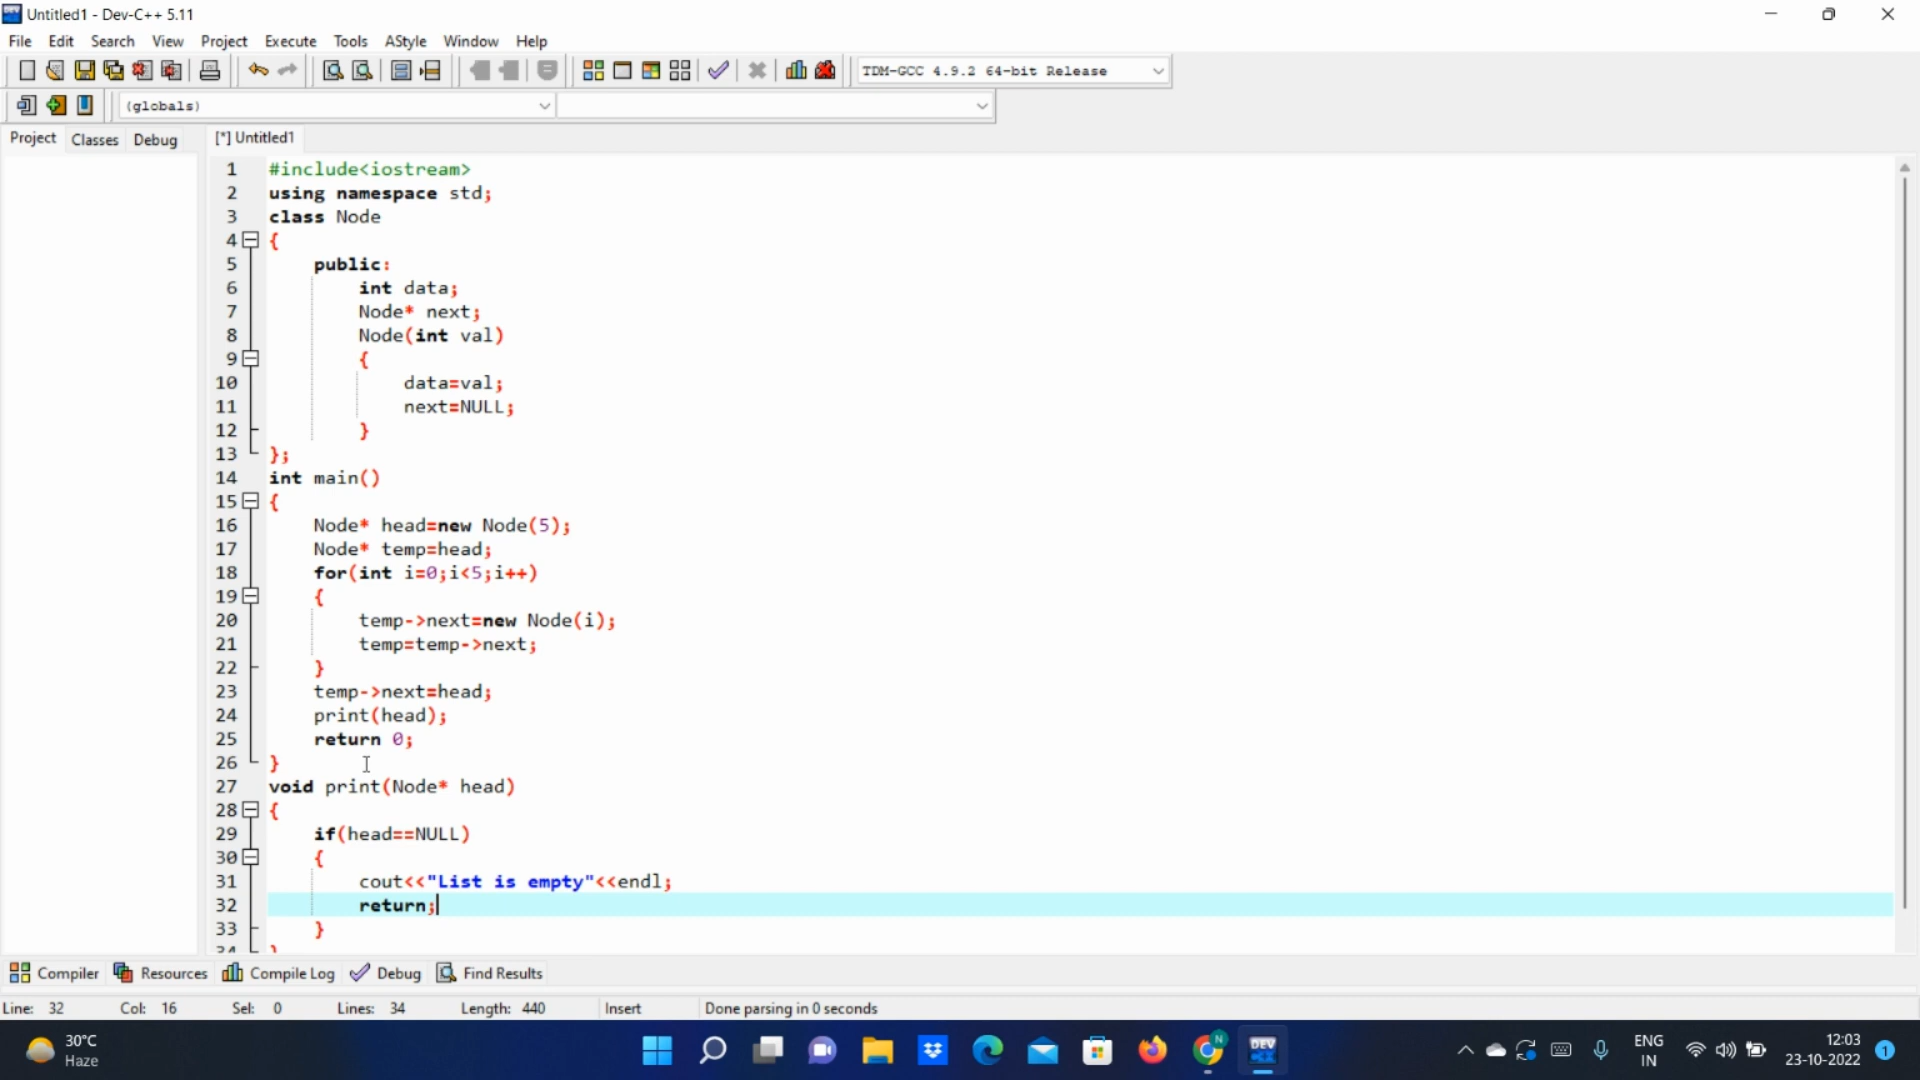 Untitled1 - Dev-C++ 5.11
File Edit Search View Project Execute Tools AStyle Window Help
TDM-GCC 4.9.2 64-bit Release
(globals)
Project Classes Debug [*] Untitled1
1 #include<iostream>
2 using namespace std;
3 class Node
4 {
5 public:
6 int data;
7 Node* next;
8 Node(int val)
9 {
10 data=val;
11 next=NULL;
12 }
13 };
14 int main()
15 {
16 Node* head=new Node(5);
17 Node* temp=head;
18 for(int i=0;i<5;i++)
19 {
20 temp->next=new Node(i);
21 temp=temp->next;
22 }
23 temp->next=head;
24 print(head);
25 return 0;
26 }
27 void print(Node* head)
28 {
29 if(head==NULL)
30 {
31 cout<<"List is empty"<<endl;
32 return;
33 }
34 }
Compiler Resources Compile Log Debug Find Results
Line: 32 Col: 16 Sel: 0 Lines: 34 Length: 440 Insert Done parsing in 0 seconds
30°C
Haze
DEV
N
ENG
IN
12:03
23-10-2022
1